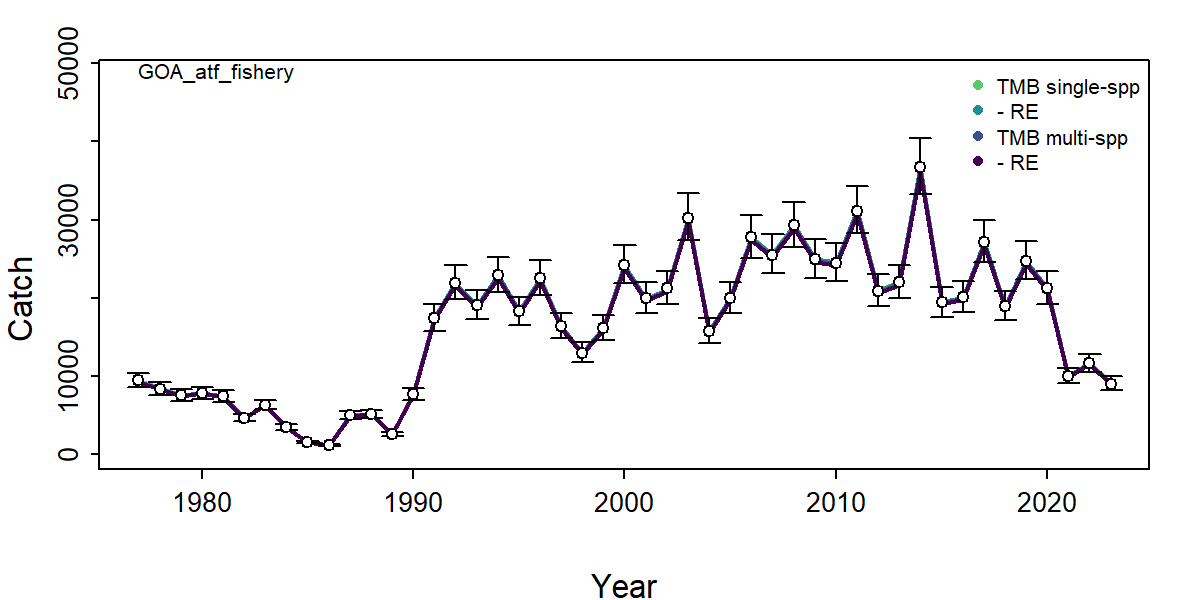 GOA_atf_fishery
TMB single-spp
- RE
TMB multi-spp
- RE
Catch
50000
30000
10000
0
1980 1990 2000 2010 2020
Year